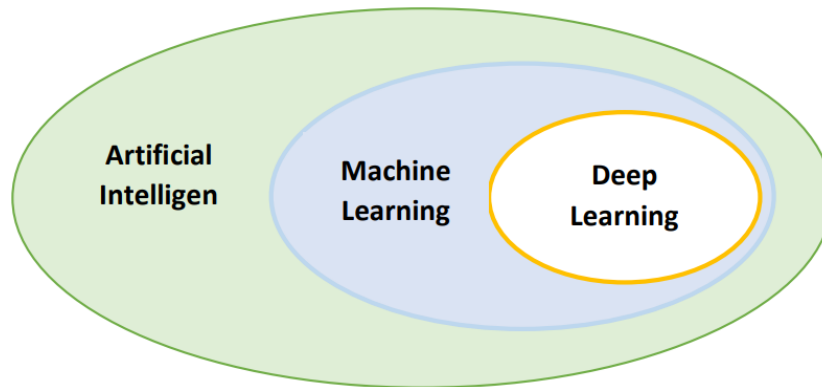 Artificial
Intelligen
Machine
Learning
Deep
Learning